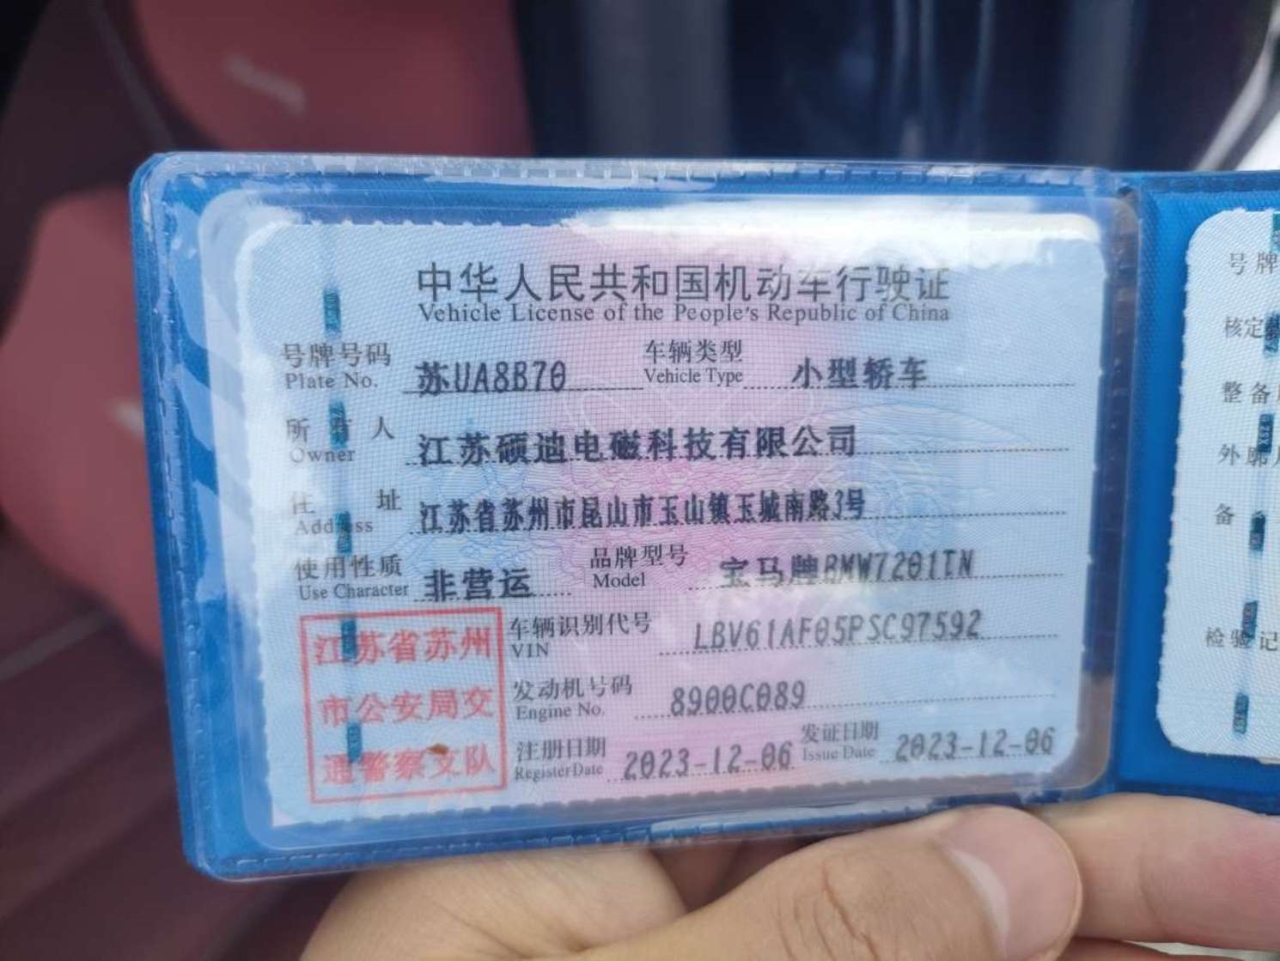 中华人民共和国机动车行驶证
Vehicle License of the People's Republic of China
号牌号码 苏UA8B70 车辆类型 小型轿车
Plate No. Vehicle Type
所有人 江苏硕迪电磁科技有限公司
Owner
住址 江苏省苏州市昆山市玉山镇玉城南路3号
Address
使用性质 非营运 品牌型号 宝马牌BMW7201TN
Use Character Model
江苏省苏州
市公安局交
通警察支队
车辆识别代号 LBV61AF05PSC97592
VIN
发动机号码 8900C089
Engine No.
注册日期 2023-12-06 发证日期 2023-12-06
Register Date Issue Date
号牌
核定
整备
外廓
备
检验记